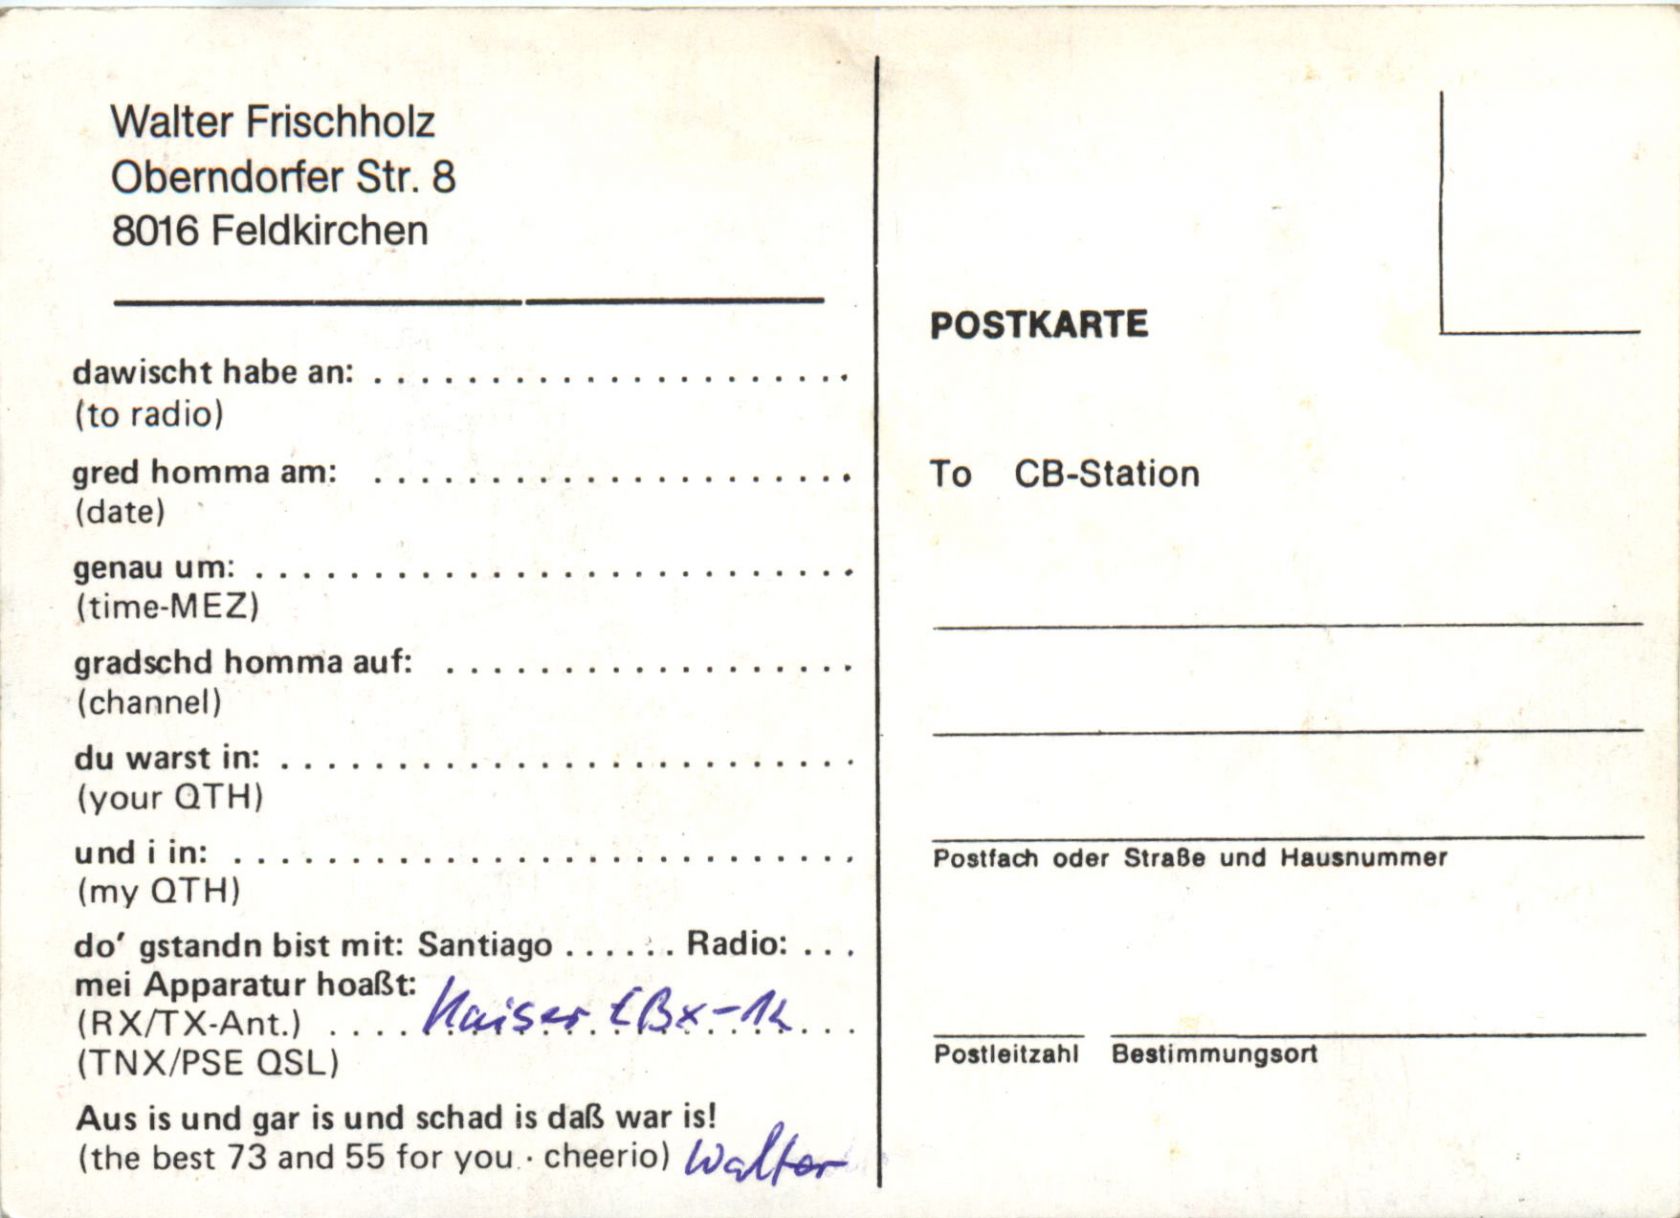 Walter Frischholz
Oberndorfer Str. 8
8016 Feldkirchen
dawischt habe an: . . . . . . . . . . . . . . . . . . . . .
(to radio)
gred homma am: . . . . . . . . . . . . . . . . . . . . .
(date)
genau um: . . . . . . . . . . . . . . . . . . . . . . . . . .
(time-MEZ)
gradschd homma auf: . . . . . . . . . . . . . . . . . .
(channel)
du warst in: . . . . . . . . . . . . . . . . . . . . . . . . .
(your QTH)
und i in: . . . . . . . . . . . . . . . . . . . . . . . . . . .
(my QTH)
do' gstandn bist mit: Santiago . . . . . . Radio: . . .
mei Apparatur hoaßt:
(RX/TX-Ant.) . . . . Kaiser CBx-12 . . .
(TNX/PSE QSL)
Aus is und gar is und schad is daß war is!
(the best 73 and 55 for you · cheerio) Walter
POSTKARTE
To CB-Station
Postfach oder Straße und Hausnummer
Postleitzahl Bestimmungsort